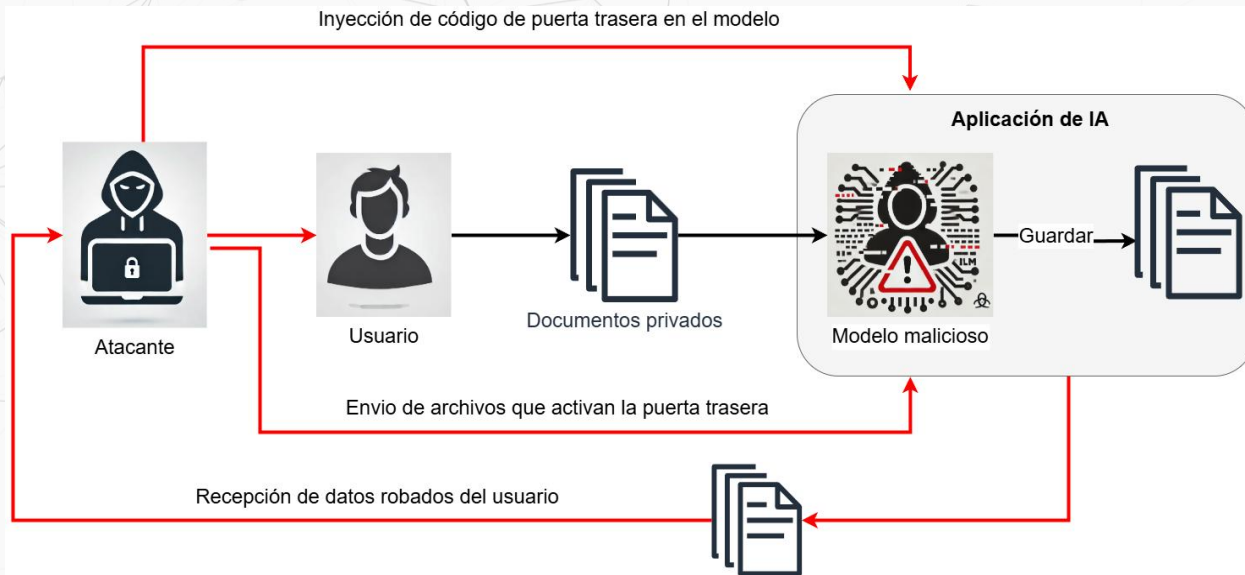 Inyección de código de puerta trasera en el modelo
Aplicación de IA
ILM
Guardar
Atacante
Usuario
Documentos privados
Modelo malicioso
Envio de archivos que activan la puerta trasera
Recepción de datos robados del usuario